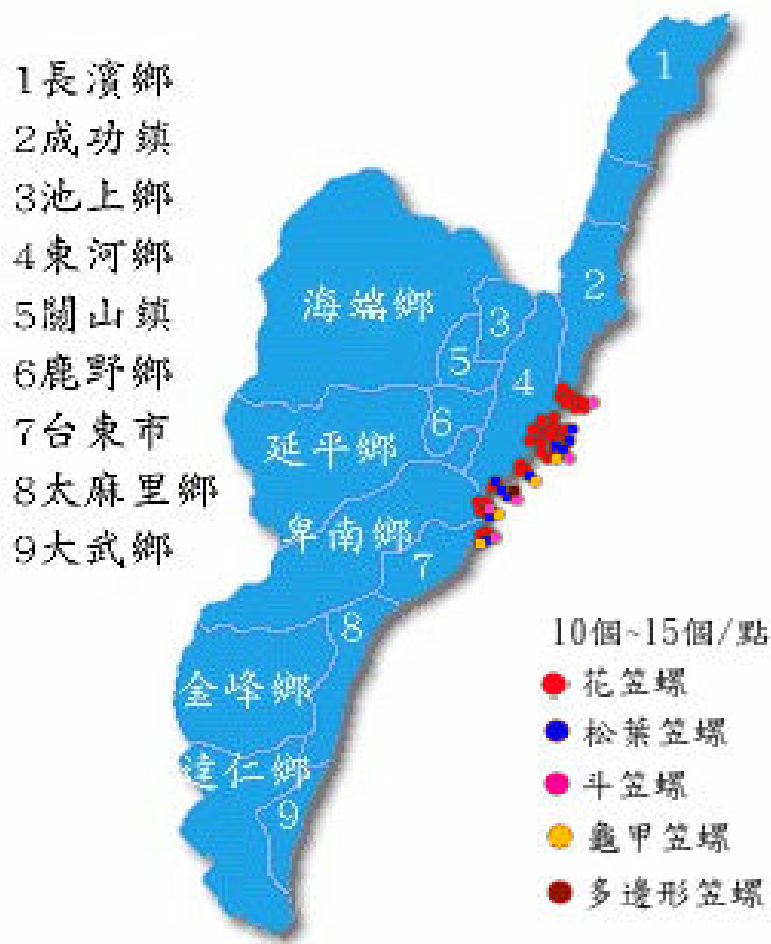 1長濱鄉
2成功鎮
3池上鄉
4東河鄉
5關山鎮
6鹿野鄉
7台東市
8太麻里鄉
9大武鄉
1
2
海端鄉
3
5
4
6
延平鄉
卑南鄉
7
8
金峰鄉
達仁鄉
9
10個~15個/點
花笠螺
松葉笠螺
斗笠螺
龜甲笠螺
多邊形笠螺